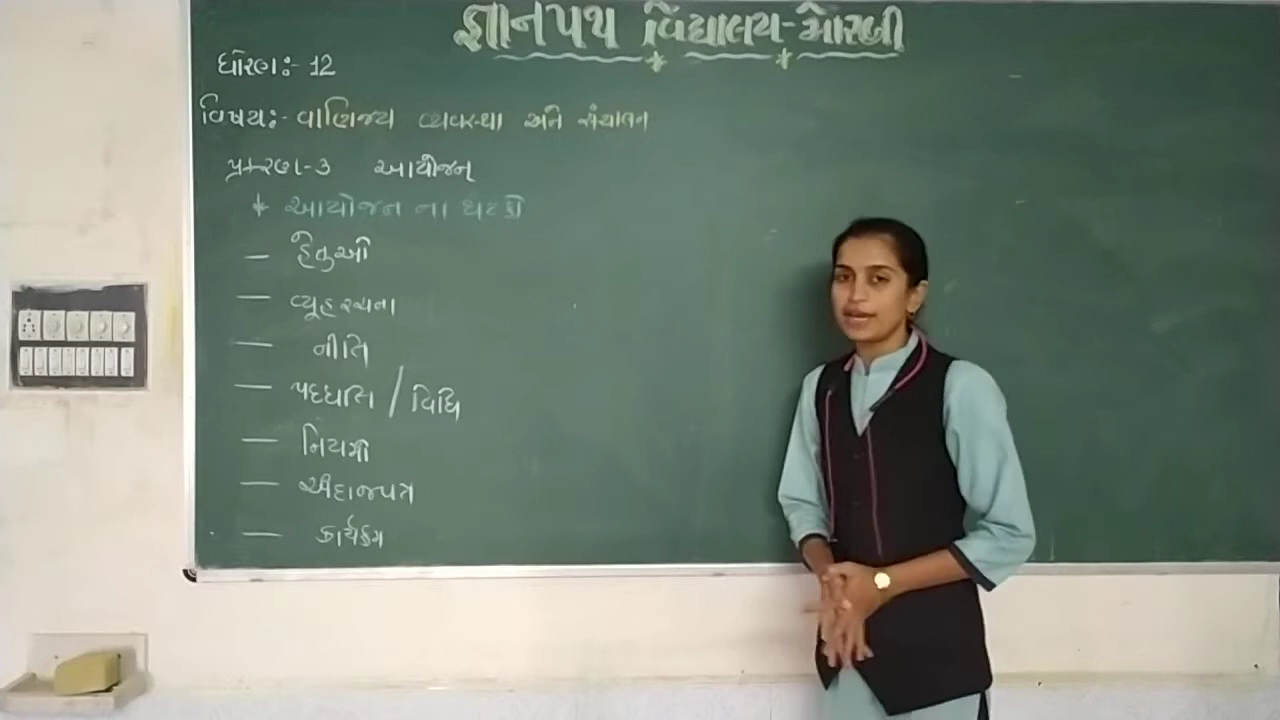 જ્ઞાનપથ વિદ્યાલય-મોરબી
ધોરણ:- 12
વિષય:- વાણિજ્ય વ્યવસ્થા અને સંચાલન
પ્રકરણ-૩ આયોજન
* આયોજન ના ઘટકો
— હેતુઓ
— વ્યૂહરચના
— નીતિ
— પદ્ધતિ / વિધિ
— નિયમો
— અંદાજપત્ર
— કાર્યક્રમ